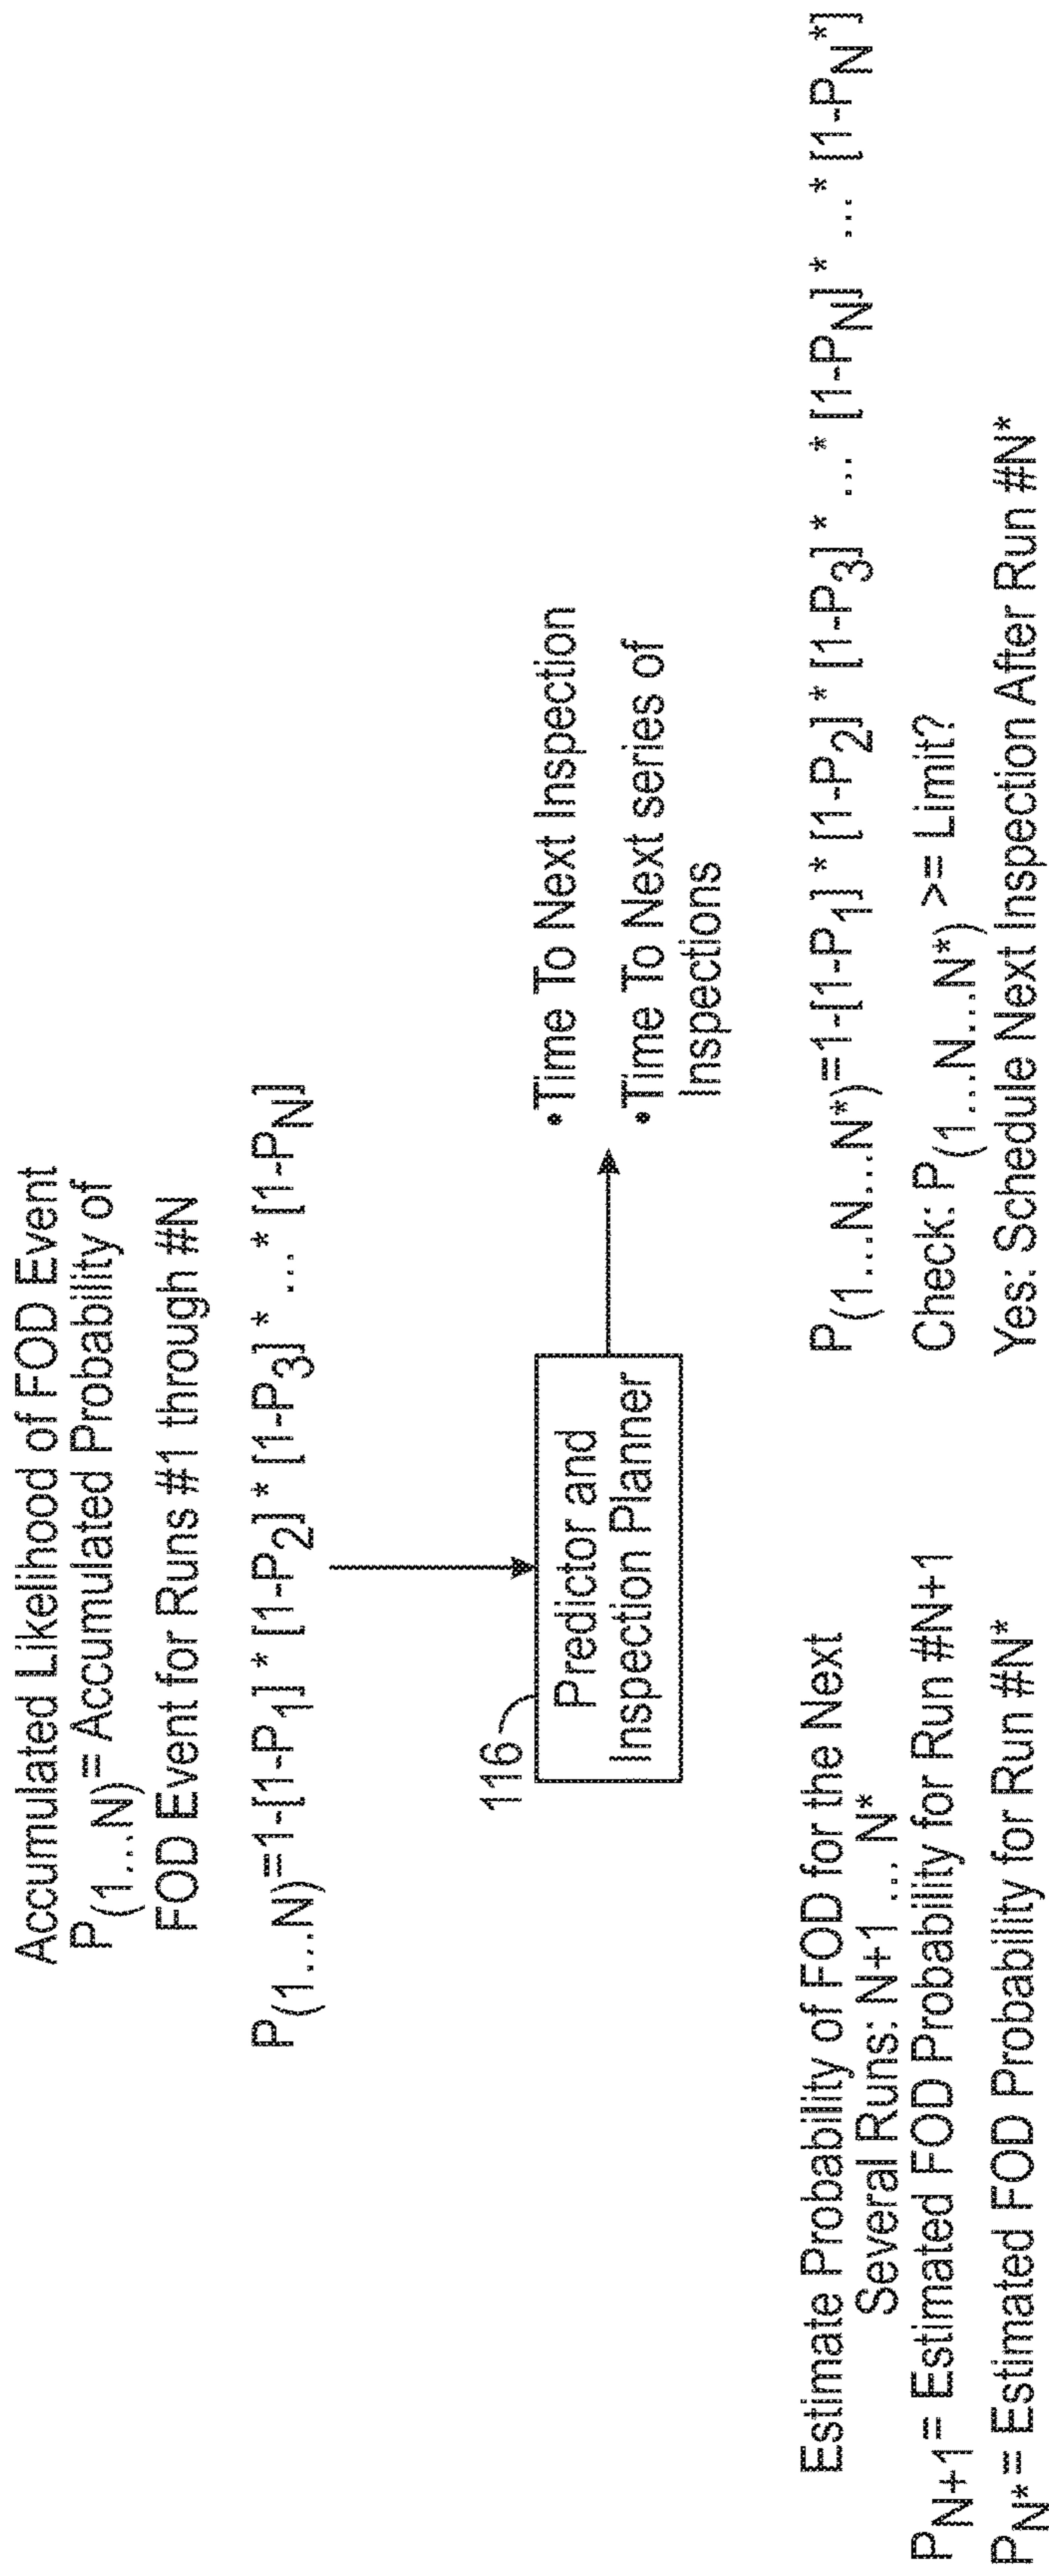 Accumulated Likelihood of FOD Event
P(1...N)=Accumulated Probability of
FOD Event for Runs #1 through #N
P(1...N)=1-[1-P1] * [1-P2] * [1-P3] * ...* [1-PN]
116
Predictor and
Inspection Planner
•Time To Next Inspection
•Time To Next series of
Inspections
Estimate Probability of FOD for the Next
Several Runs: N+1 ... N*
PN+1= Estimated FOD Probability for Run #N+1
PN*= Estimated FOD Probability for Run #N*
P(1...N...N*)=1-[1-P1] * [1-P2] * [1-P3] * ...* [1-PN] * ...* [1-PN*]
Check: P(1...N...N*) >= Limit?
Yes: Schedule Next Inspection After Run #N*